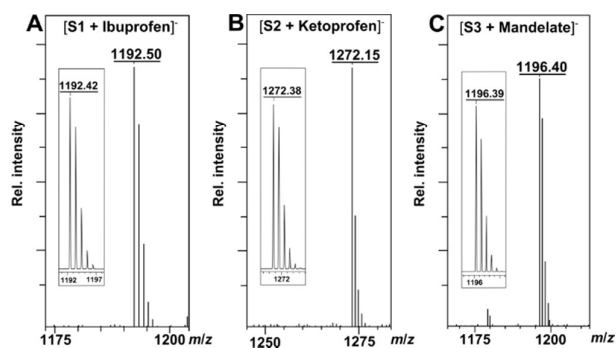 A
[S1 + Ibuprofen]-
1192.50
1192.42
Rel. intensity
1192 1197
1175 1200 m/z
B
[S2 + Ketoprofen]-
1272.15
1272.38
Rel. intensity
1272
1250 1275 m/z
C
[S3 + Mandelate]-
1196.40
1196.39
Rel. intensity
1196
1175 1200 m/z